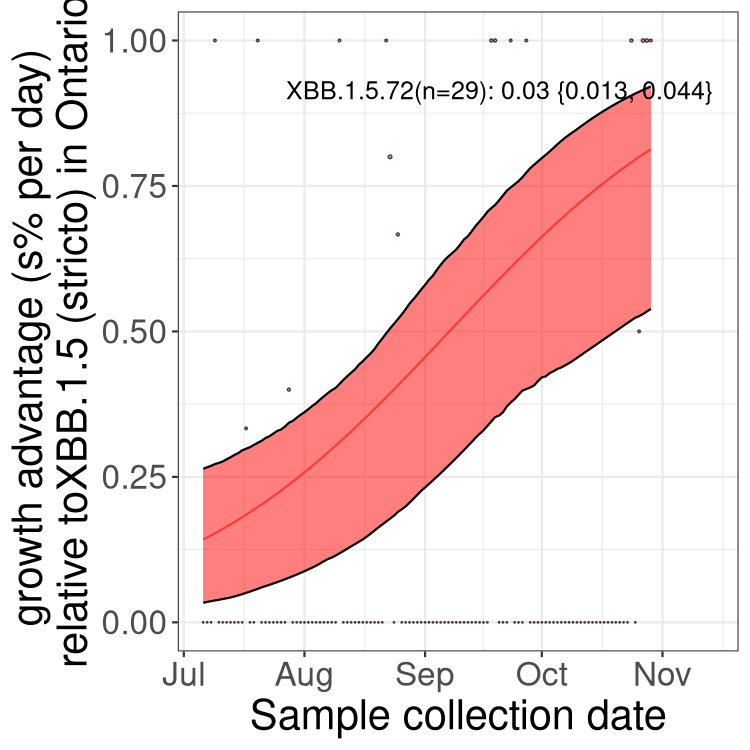 growth advantage (s% per day)
relative toXBB.1.5 (stricto) in Ontario
1.00
0.75
0.50
0.25
0.00
XBB.1.5.72(n=29): 0.03 {0.013, 0.044}
Jul Aug Sep Oct Nov
Sample collection date